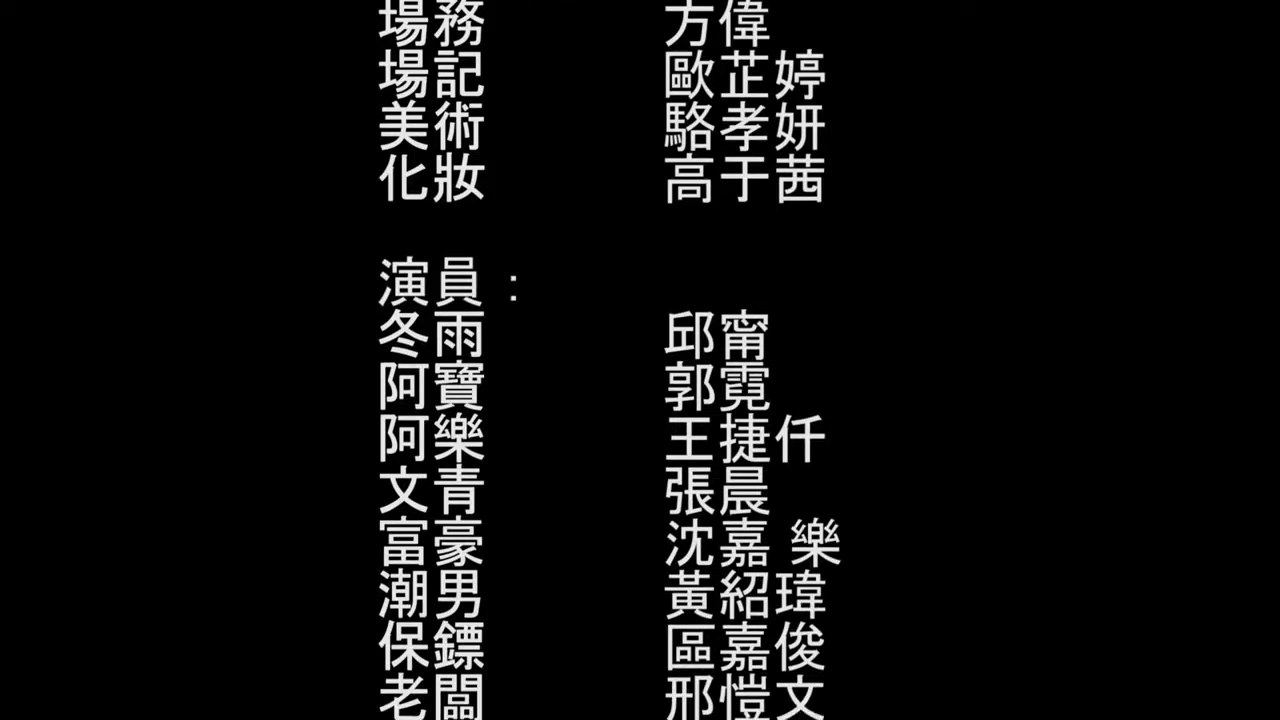 場務 方偉
場記 歐芷婷
美術 駱孝妍
化妝 高于茜
演員 :
冬雨 邱甯
阿寶 郭霓
阿樂 王捷仟
文青 張晨
富豪 沈嘉 樂
潮男 黃紹瑋
保鏢 區嘉俊
老闆 邢愷文